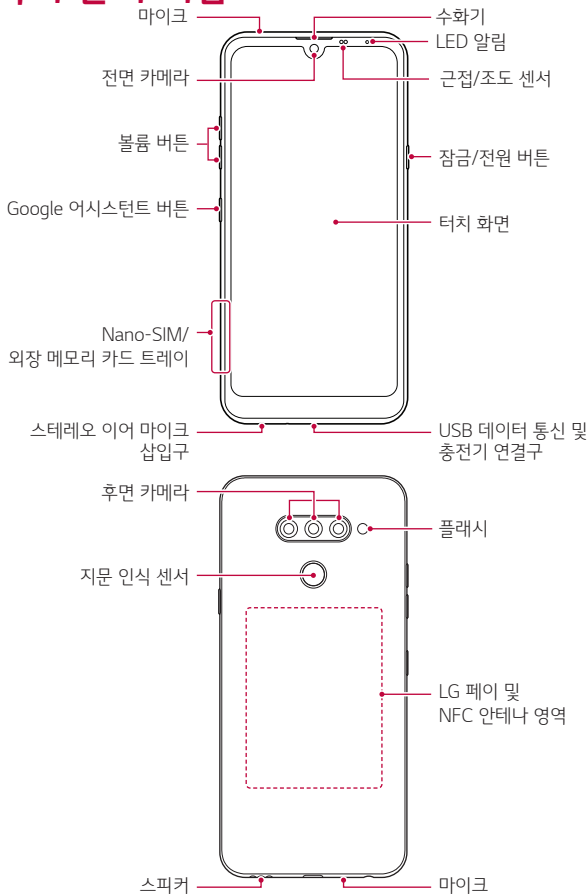 마이크
수화기
LED 알림
전면 카메라
근접/조도 센서
볼륨 버튼
잠금/전원 버튼
Google 어시스턴트 버튼
터치 화면
Nano-SIM/
외장 메모리 카드 트레이
스테레오 이어 마이크
삽입구
USB 데이터 통신 및
충전기 연결구
후면 카메라
플래시
지문 인식 센서
LG 페이 및
NFC 안테나 영역
스피커
마이크